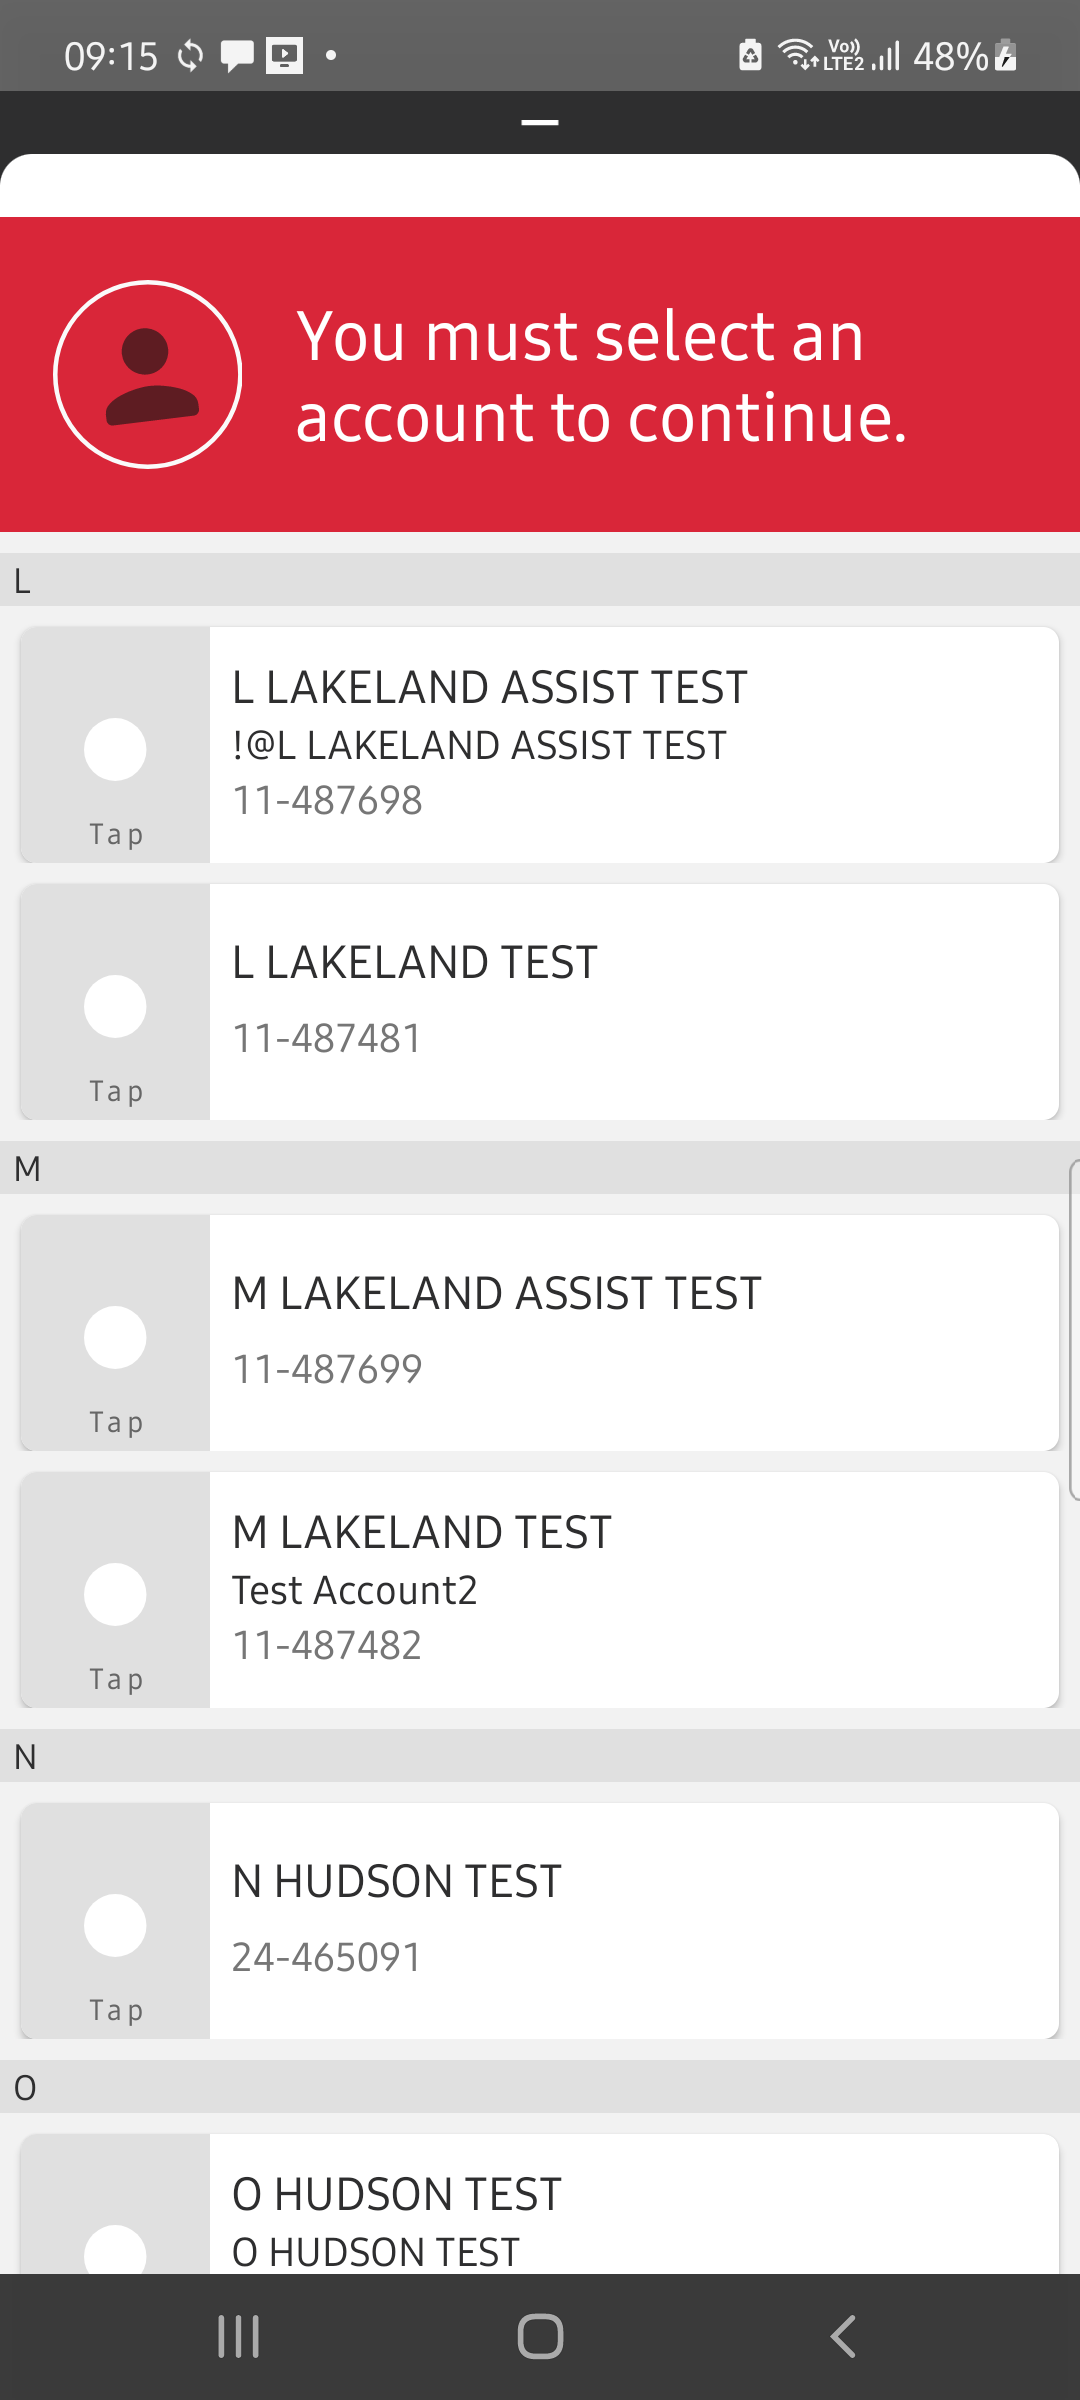 09:15
Vo)) LTE2 48%
You must select an
account to continue.
L
L LAKELAND ASSIST TEST
!@L LAKELAND ASSIST TEST
11-487698
Tap
L LAKELAND TEST
11-487481
Tap
M
M LAKELAND ASSIST TEST
11-487699
Tap
M LAKELAND TEST
Test Account2
11-487482
Tap
N
N HUDSON TEST
24-465091
Tap
O
O HUDSON TEST
O HUDSON TEST